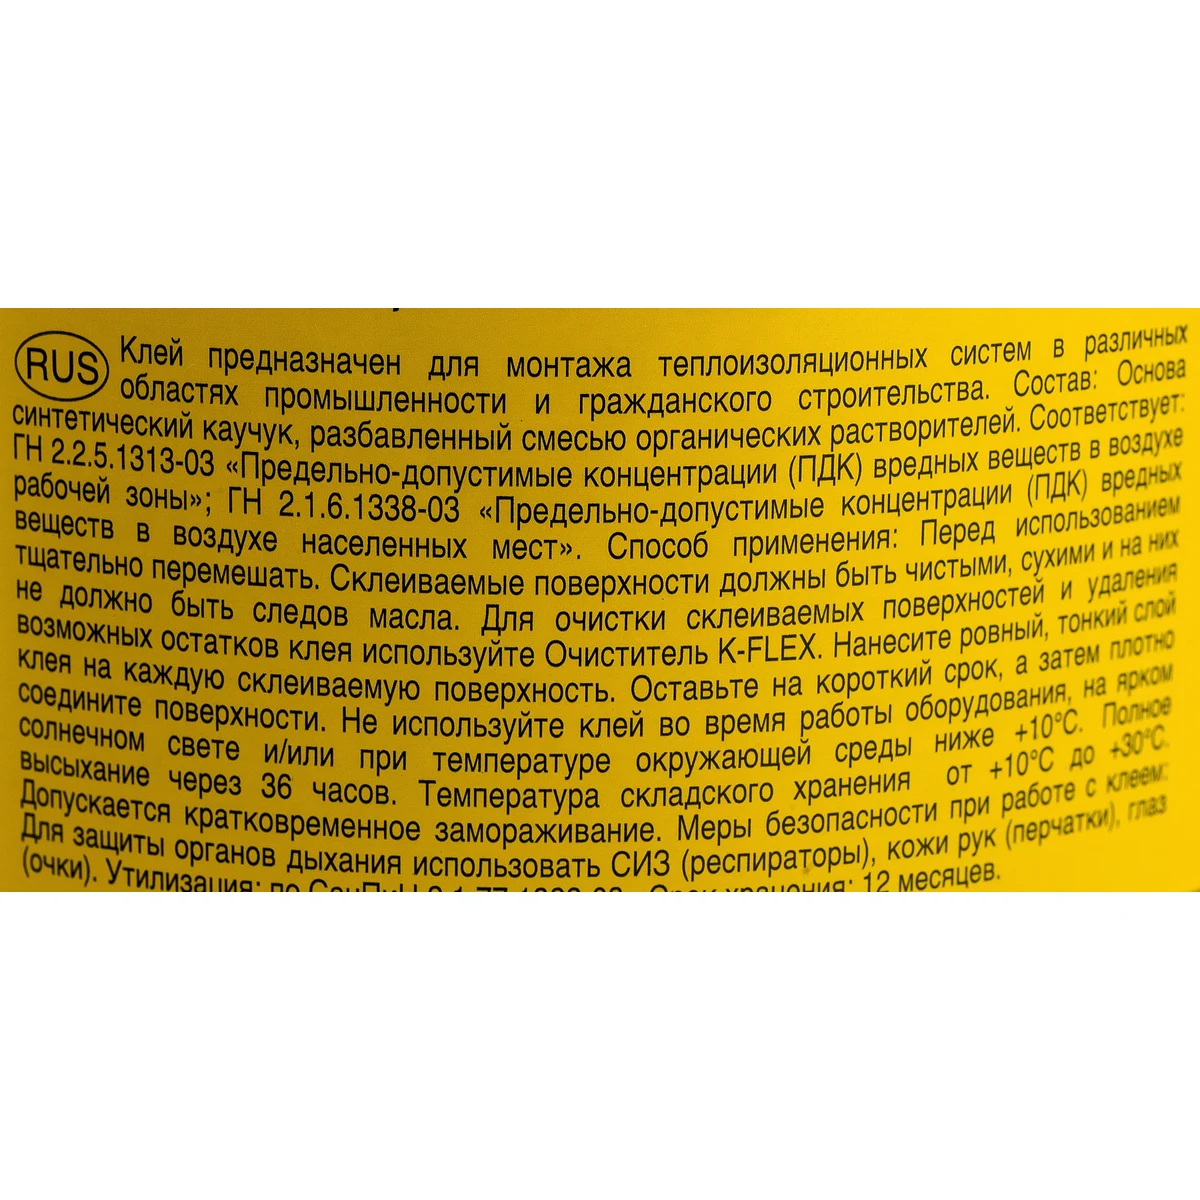 RUS Клей предназначен для монтажа теплоизоляционных систем в различных
областях промышленности и гражданского строительства. Состав: Основа
синтетический каучук, разбавленный смесью органических растворителей. Соответствует:
ГН 2.2.5.1313-03 «Предельно-допустимые концентрации (ПДК) вредных веществ в воздухе
рабочей зоны»; ГН 2.1.6.1338-03 «Предельно-допустимые концентрации (ПДК) вредных
веществ в воздухе населенных мест». Способ применения: Перед использованием
тщательно перемешать. Склеиваемые поверхности должны быть чистыми, сухими и на них
не должно быть следов масла. Для очистки склеиваемых поверхностей и удаления
возможных остатков клея используйте Очиститель K-FLEX. Нанесите ровный, тонкий слой
клея на каждую склеиваемую поверхность. Оставьте на короткий срок, а затем плотно
соедините поверхности. Не используйте клей во время работы оборудования, на ярком
солнечном свете и/или при температуре окружающей среды ниже +10°C. Полное
высыхание через 36 часов. Температура складского хранения от +10°C до +30°C.
Допускается кратковременное замораживание. Меры безопасности при работе с клеем:
Для защиты органов дыхания использовать СИЗ (респираторы), кожи рук (перчатки), глаз
(очки). Утилизация: по СанПиН Срок хранения: 12 месяцев.